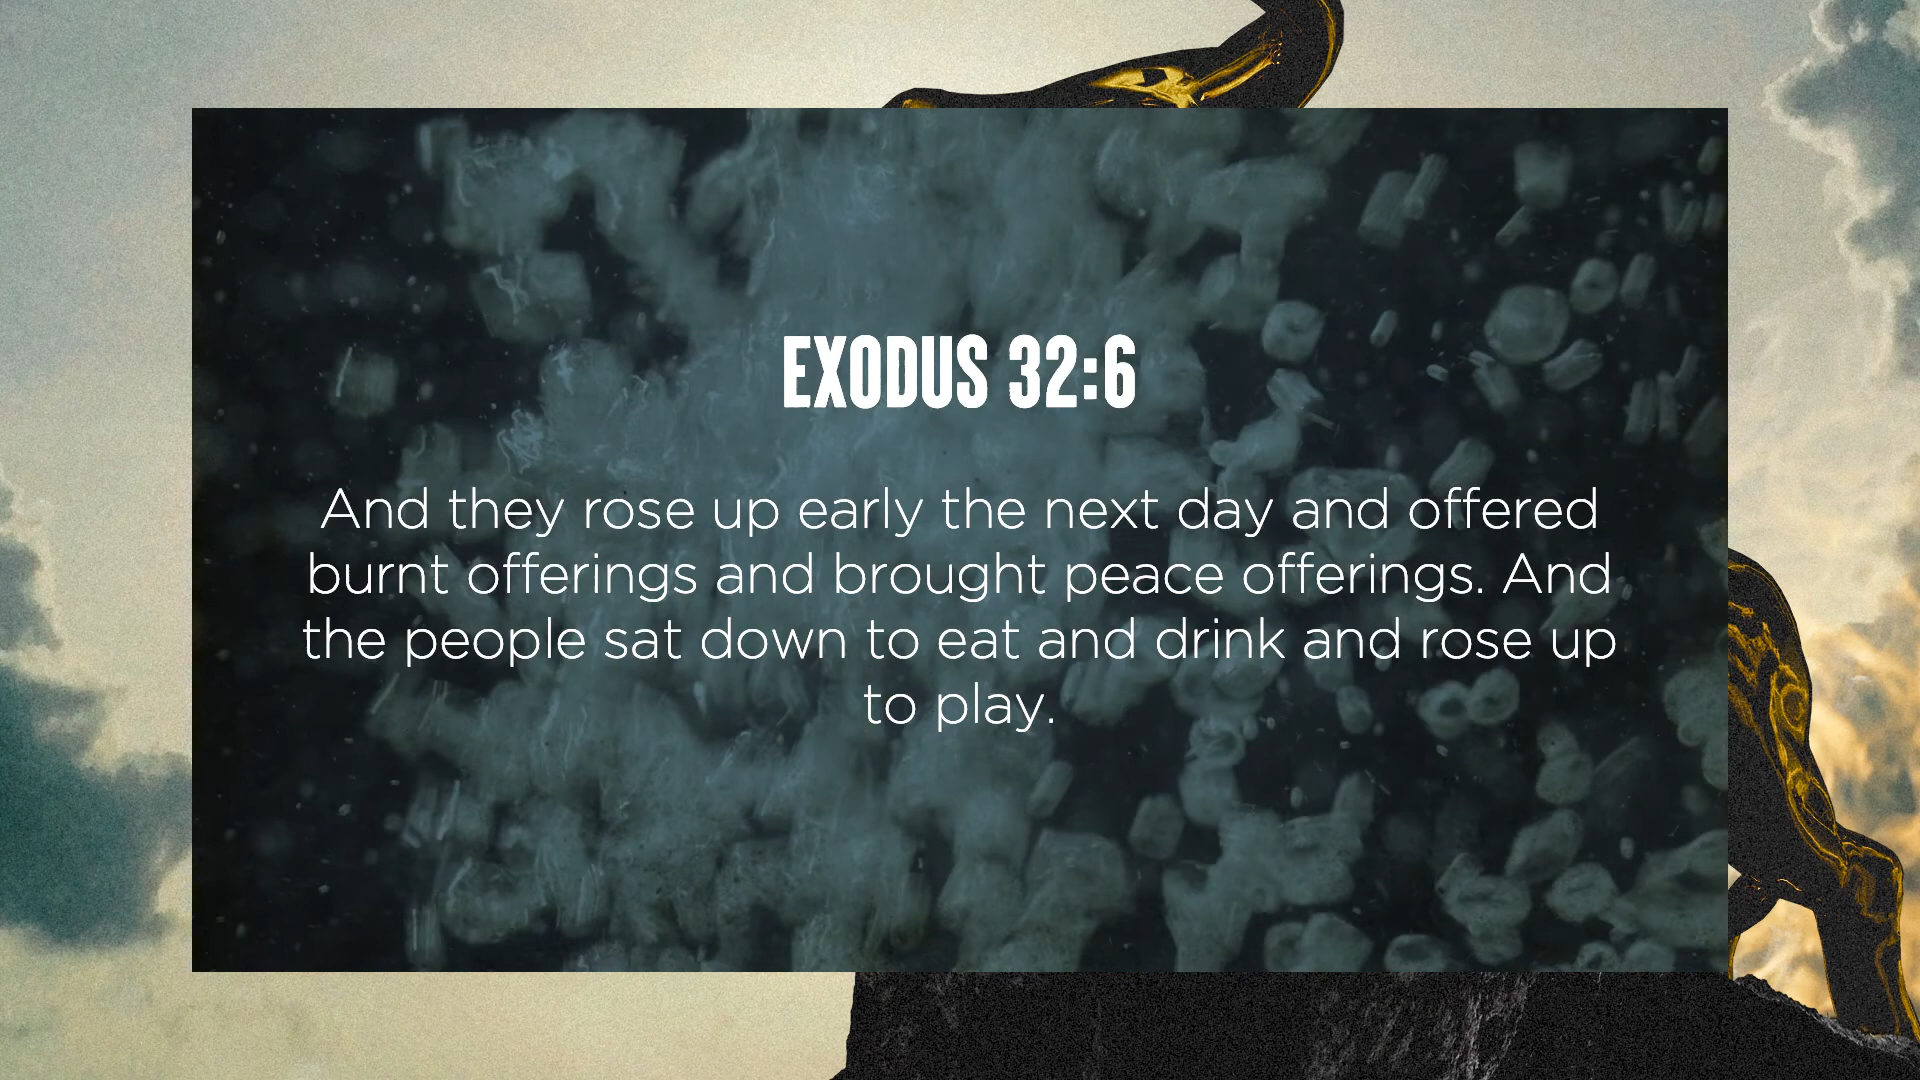 EXODUS 32:6
And they rose up early the next day and offered
burnt offerings and brought peace offerings. And
the people sat down to eat and drink and rose up
to play.